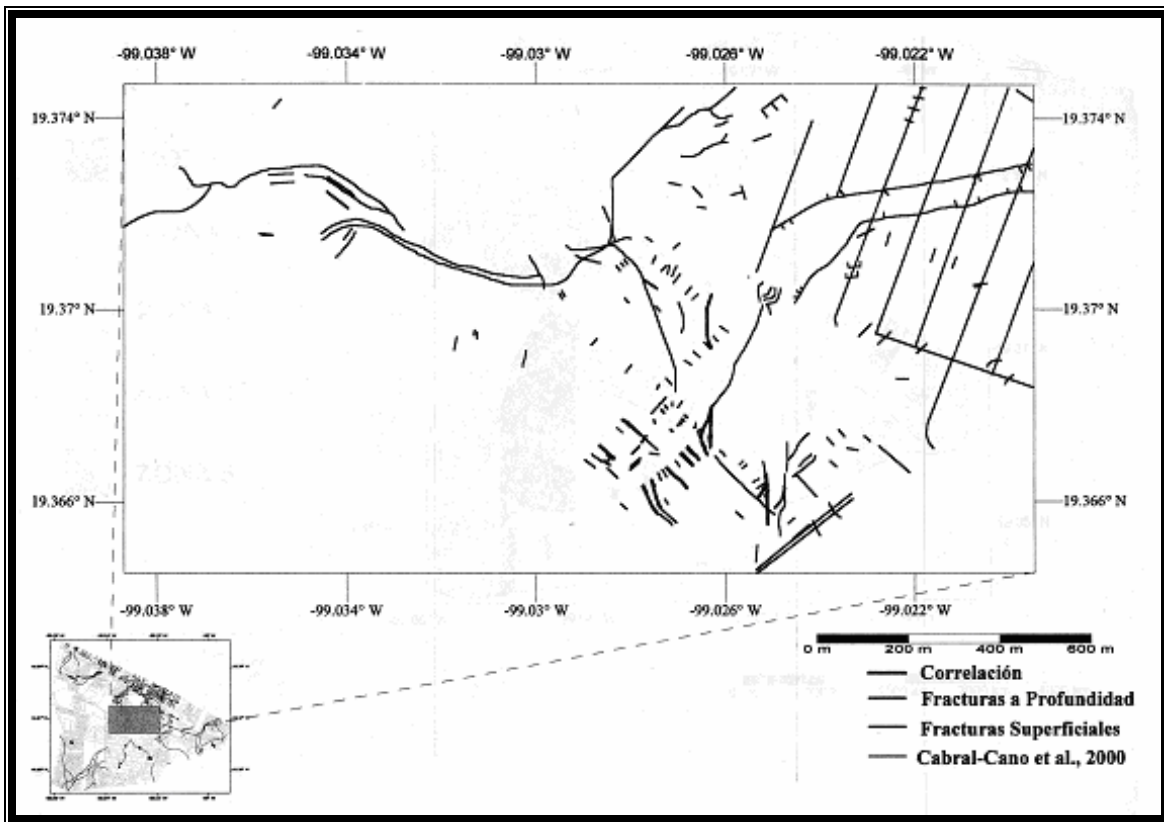 -99.038° W -99.034° W -99.03° W -99.026° W -99.022° W
19.374° N 19.374° N
19.37° N 19.37° N
19.366° N 19.366° N
-99.038° W -99.034° W -99.03° W -99.026° W -99.022° W
0 m 200 m 400 m 600 m
Correlación
Fracturas a Profundidad
Fracturas Superficiales
Cabral-Cano et al., 2000